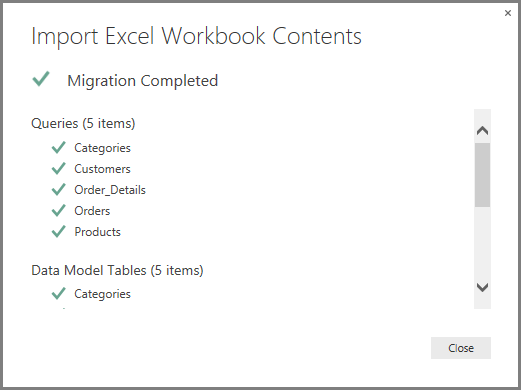 Import Excel Workbook Contents
Migration Completed
Queries (5 items)
Categories
Customers
Order_Details
Orders
Products
Data Model Tables (5 items)
Categories
Close